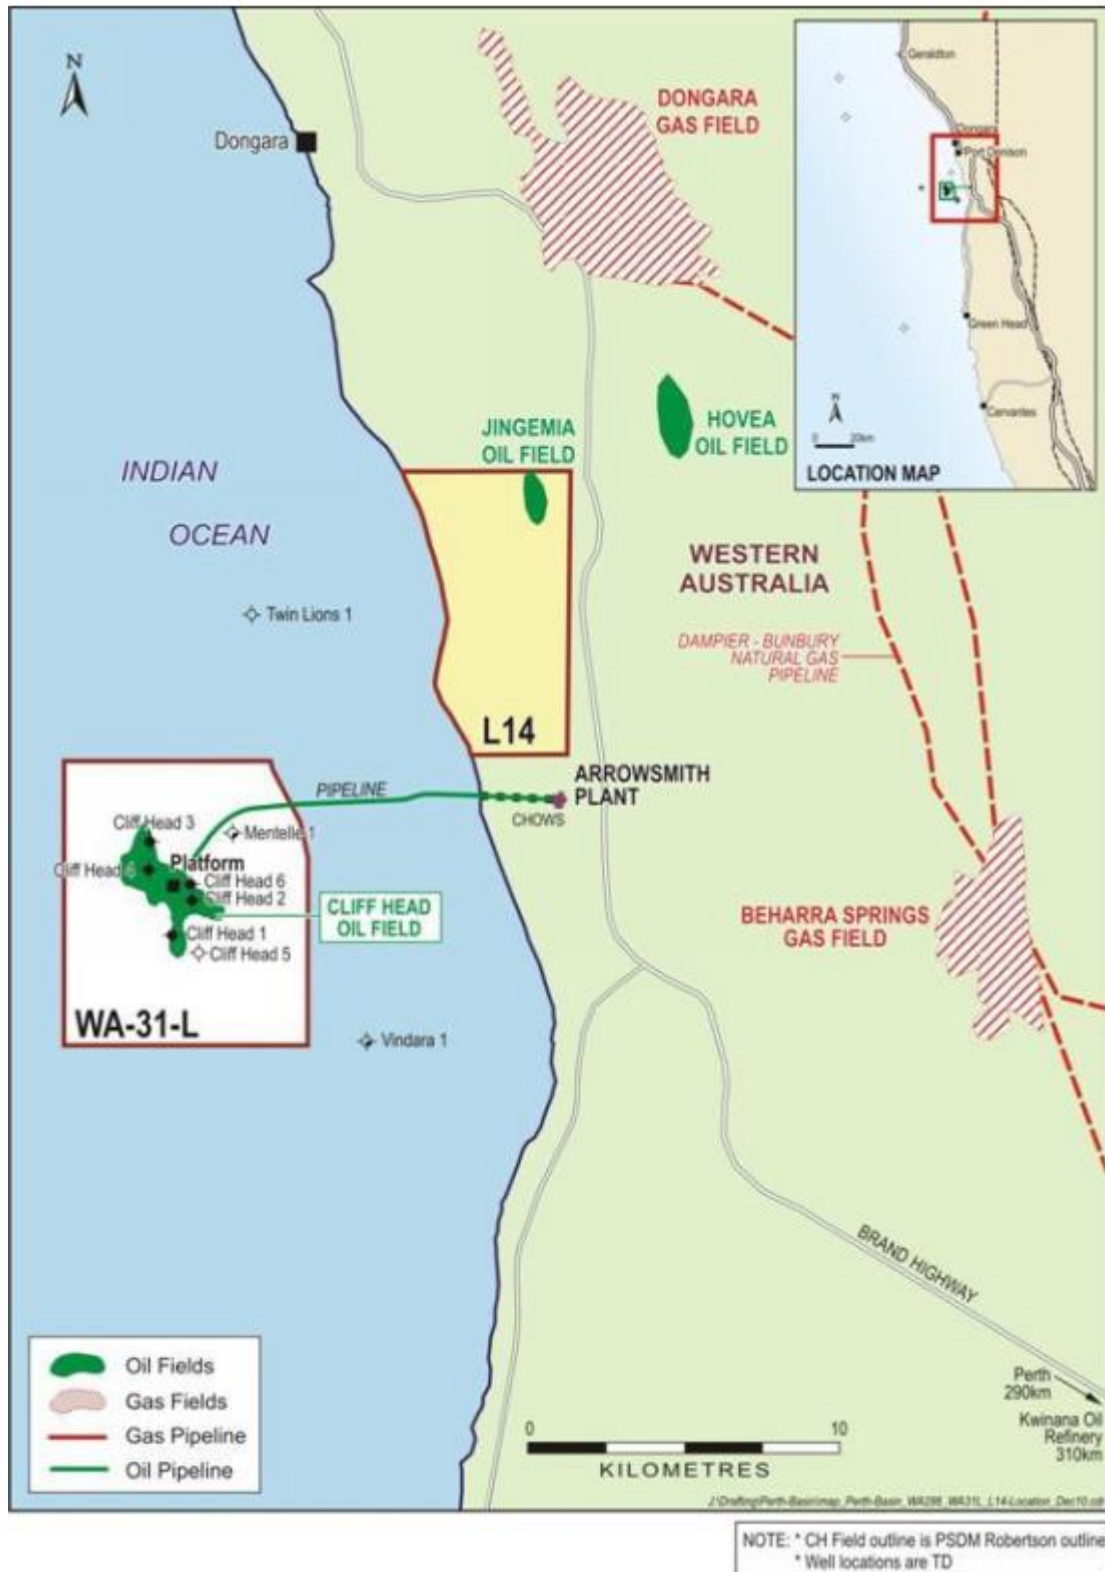 N
Dongara
DONGARA
GAS FIELD
Geraldton
Dongara
Port Denison
Green Head
Cervantes
N
0 20km
LOCATION MAP
JINGEMIA
OIL FIELD
HOVEA
OIL FIELD
INDIAN
OCEAN
WESTERN
AUSTRALIA
Twin Lions 1
DAMPIER - BUNBURY
NATURAL GAS
PIPELINE
L14
ARROWSMITH
PLANT
PIPELINE
CHOWS
Cliff Head 3
Mentelle 1
Platform
Cliff Head
Cliff Head 6
Cliff Head 2
CLIFF HEAD
OIL FIELD
Cliff Head 1
Cliff Head 5
BEHARRA SPRINGS
GAS FIELD
WA-31-L
Vindara 1
BRAND HIGHWAY
Oil Fields
Gas Fields
Gas Pipeline
Oil Pipeline
0 10
KILOMETRES
Perth
290km
Kwinana Oil
Refinery
310km
NOTE: * CH Field outline is PSDM Robertson outline
* Well locations are TD